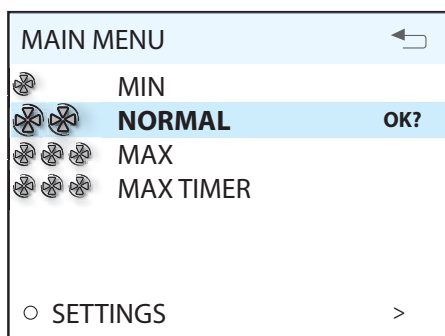 MAIN MENU
MIN
NORMAL OK?
MAX
MAX TIMER
SETTINGS >